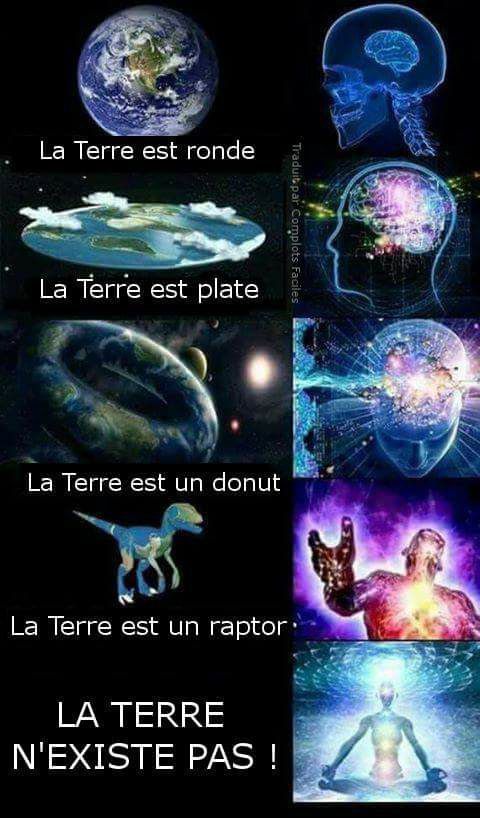 La Terre est ronde
Traduit par Complots Faciles
La Terre est plate
La Terre est un donut
La Terre est un raptor
LA TERRE
N'EXISTE PAS !